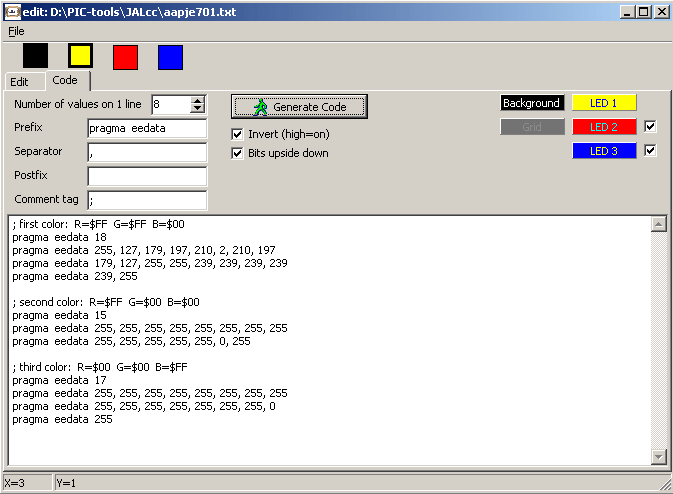 edit: D:\PIC-tools\JALcc\aapje701.txt
File
Edit Code
Number of values on 1 line 8
Generate Code
Background LED 1
Prefix pragma eedata
Invert (high=on)
Grid LED 2
Separator ,
Bits upside down
LED 3
Postfix
Comment tag ;
; first color: R=$FF G=$FF B=$00
pragma eedata 18
pragma eedata 255, 127, 179, 197, 210, 2, 210, 197
pragma eedata 179, 127, 255, 255, 239, 239, 239, 239
pragma eedata 239, 255
; second color: R=$FF G=$00 B=$00
pragma eedata 15
pragma eedata 255, 255, 255, 255, 255, 255, 255, 255
pragma eedata 255, 255, 255, 255, 255, 0, 255
; third color: R=$00 G=$00 B=$FF
pragma eedata 17
pragma eedata 255, 255, 255, 255, 255, 255, 255, 255
pragma eedata 255, 255, 255, 255, 255, 255, 255, 0
pragma eedata 255
X=3 Y=1